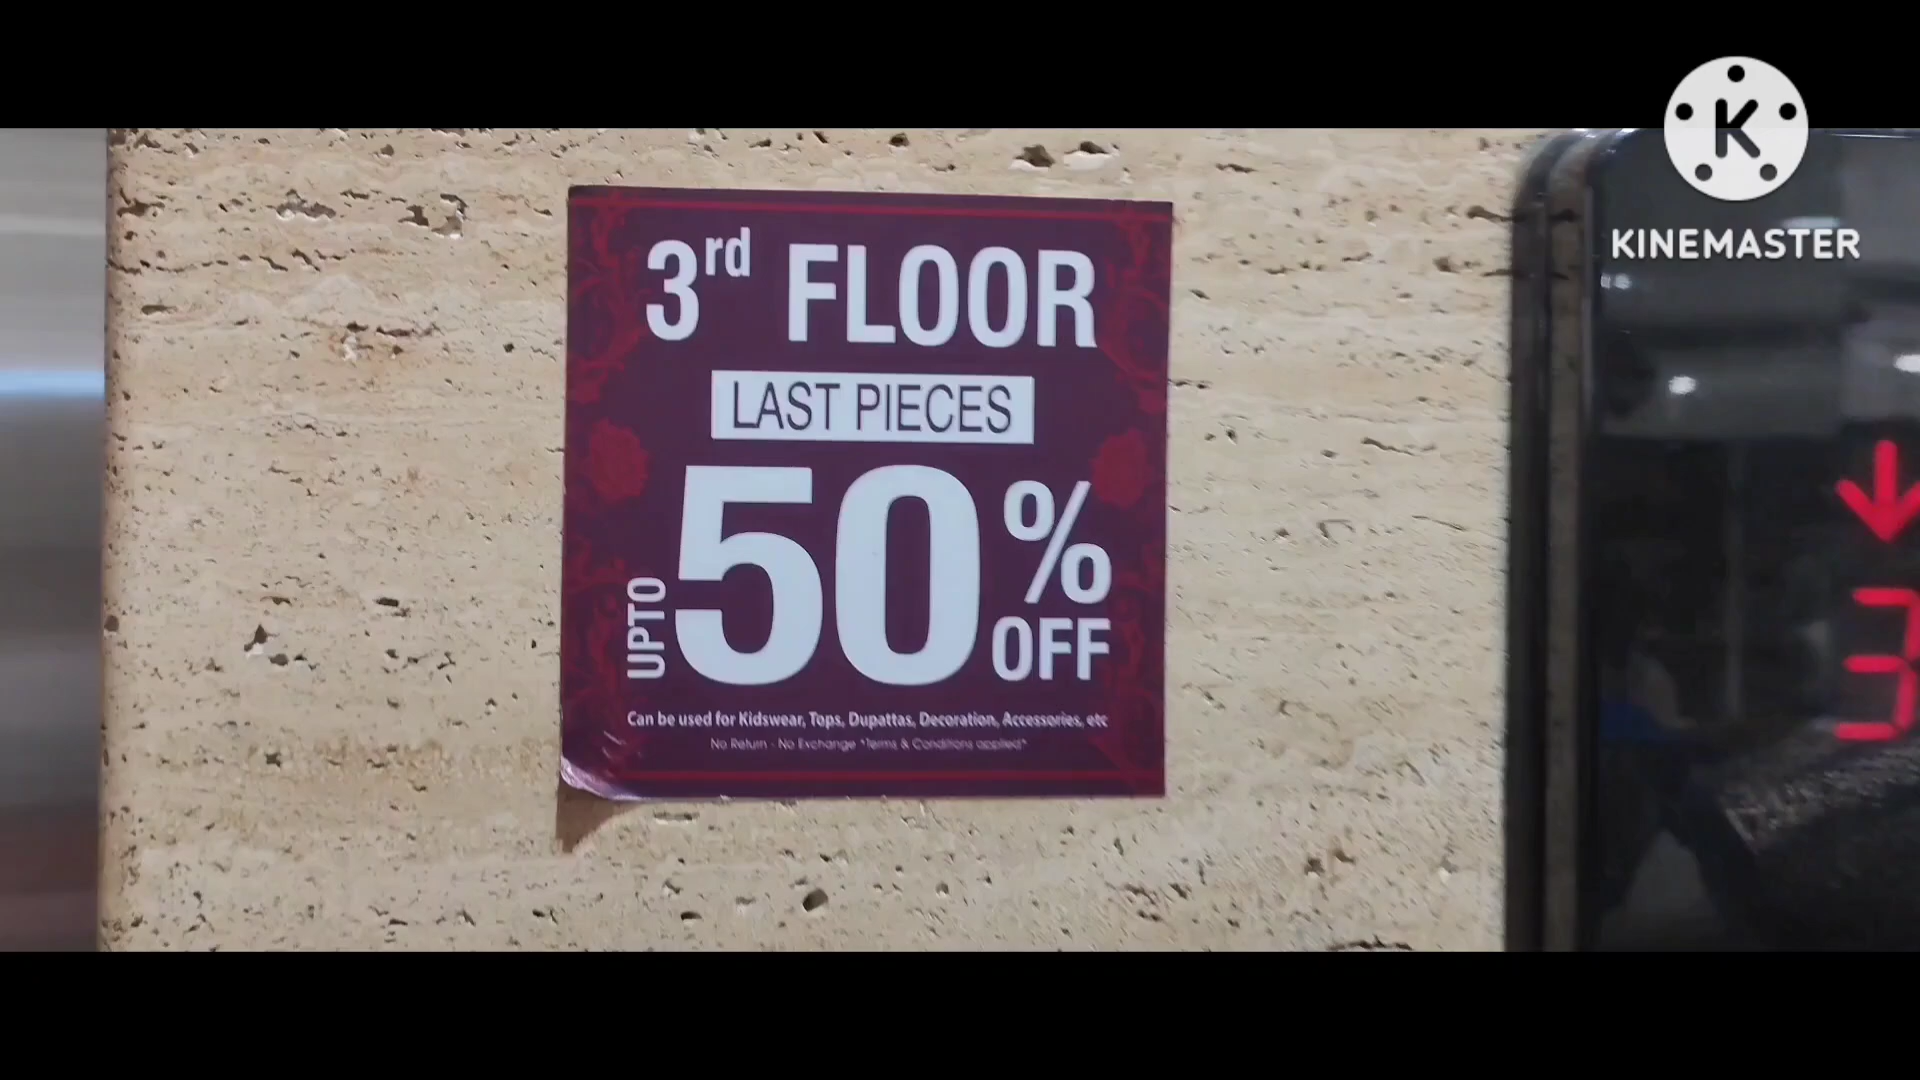 K
KINEMASTER
3rd FLOOR
LAST PIECES
UPTO 50% OFF
Can be used for Kidswear, Tops, Dupattas, Decoration, Accessories, etc
No Return - No Exchange *Terms & Conditions applied*
3